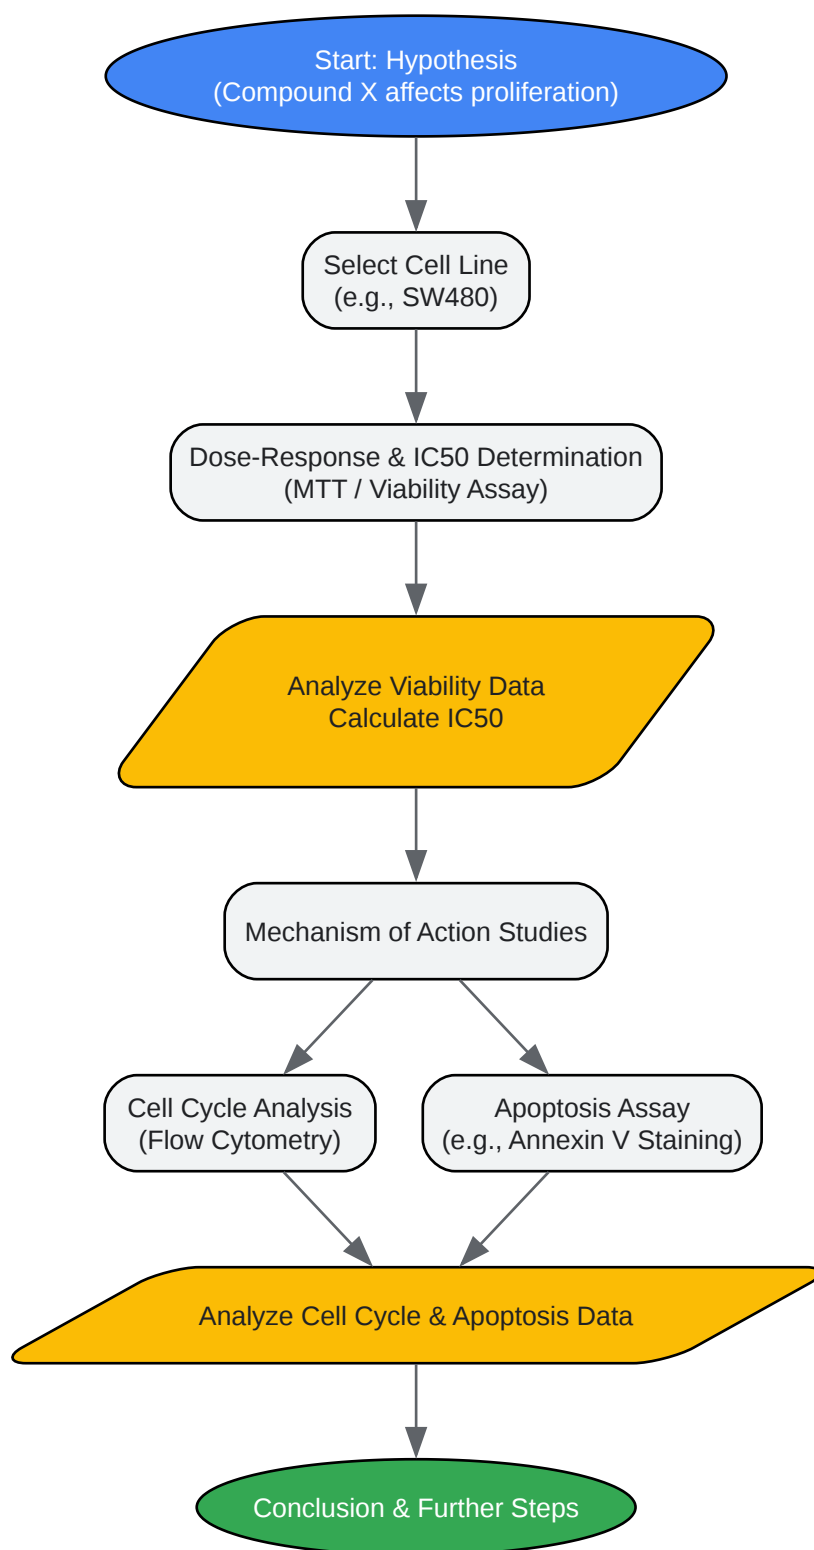 Start: Hypothesis
(Compound X affects proliferation)
Select Cell Line
(e.g., SW480)
Dose-Response & IC50 Determination
(MTT / Viability Assay)
Analyze Viability Data
Calculate IC50
Mechanism of Action Studies
Cell Cycle Analysis
(Flow Cytometry)
Apoptosis Assay
(e.g., Annexin V Staining)
Analyze Cell Cycle & Apoptosis Data
Conclusion & Further Steps